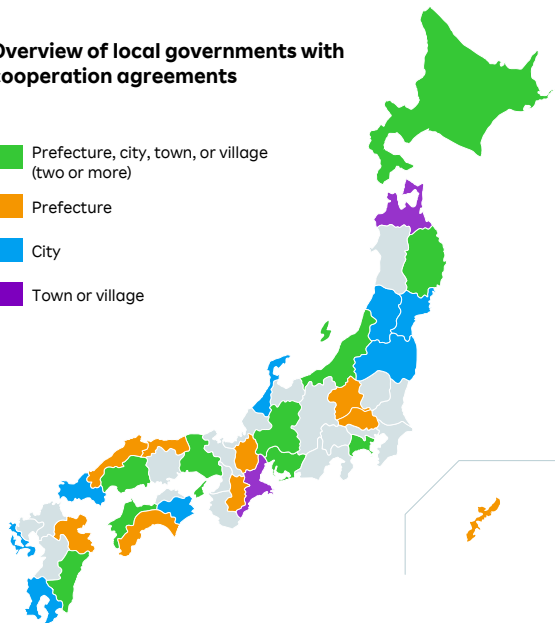 Overview of local governments with
cooperation agreements
Prefecture, city, town, or village
(two or more)
Prefecture
City
Town or village